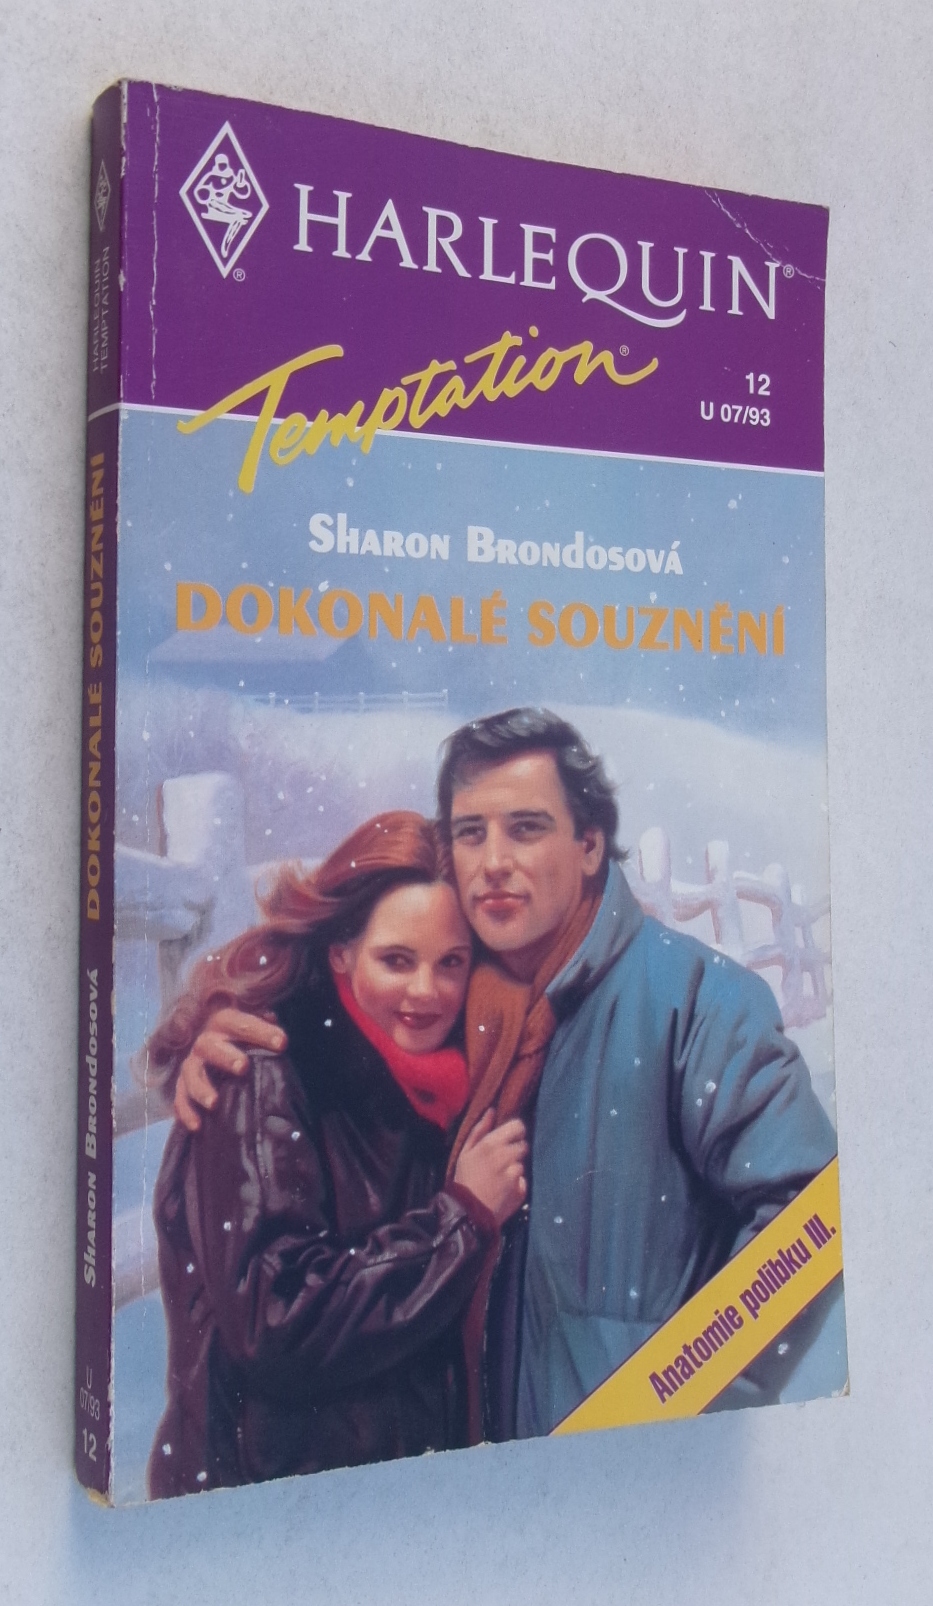 HARLEQUIN®
Temptation®
12
U 07/93
Sharon Brondosová
DOKONALÉ SOUZNĚNÍ
Anatomie polibku III.
®
HARLEQUIN
TEMPTATION
DOKONALÉ SOUZNĚNÍ
Sharon Brondosová
U
07/93
12